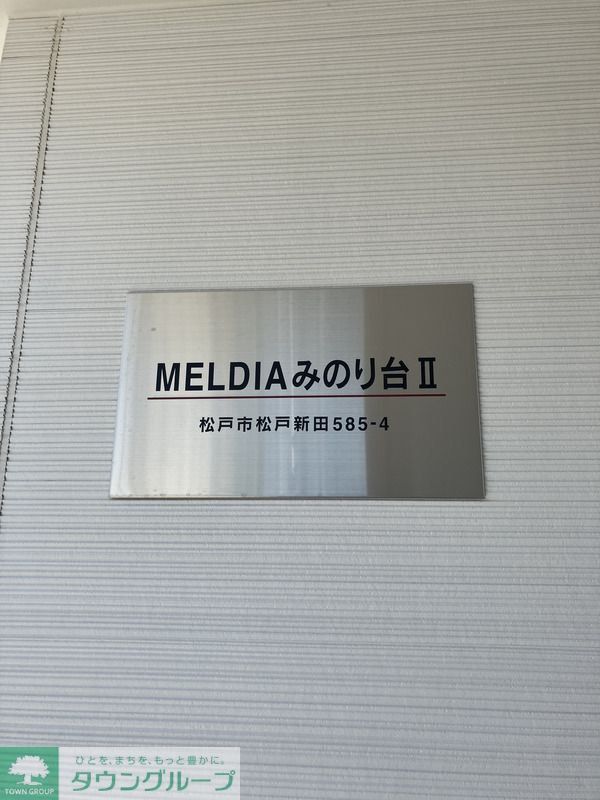 MELDIAみのり台Ⅱ
松戸市松戸新田585-4
ひとを、まちを、もっと豊かに。
TOWN GROUP
タウングループ